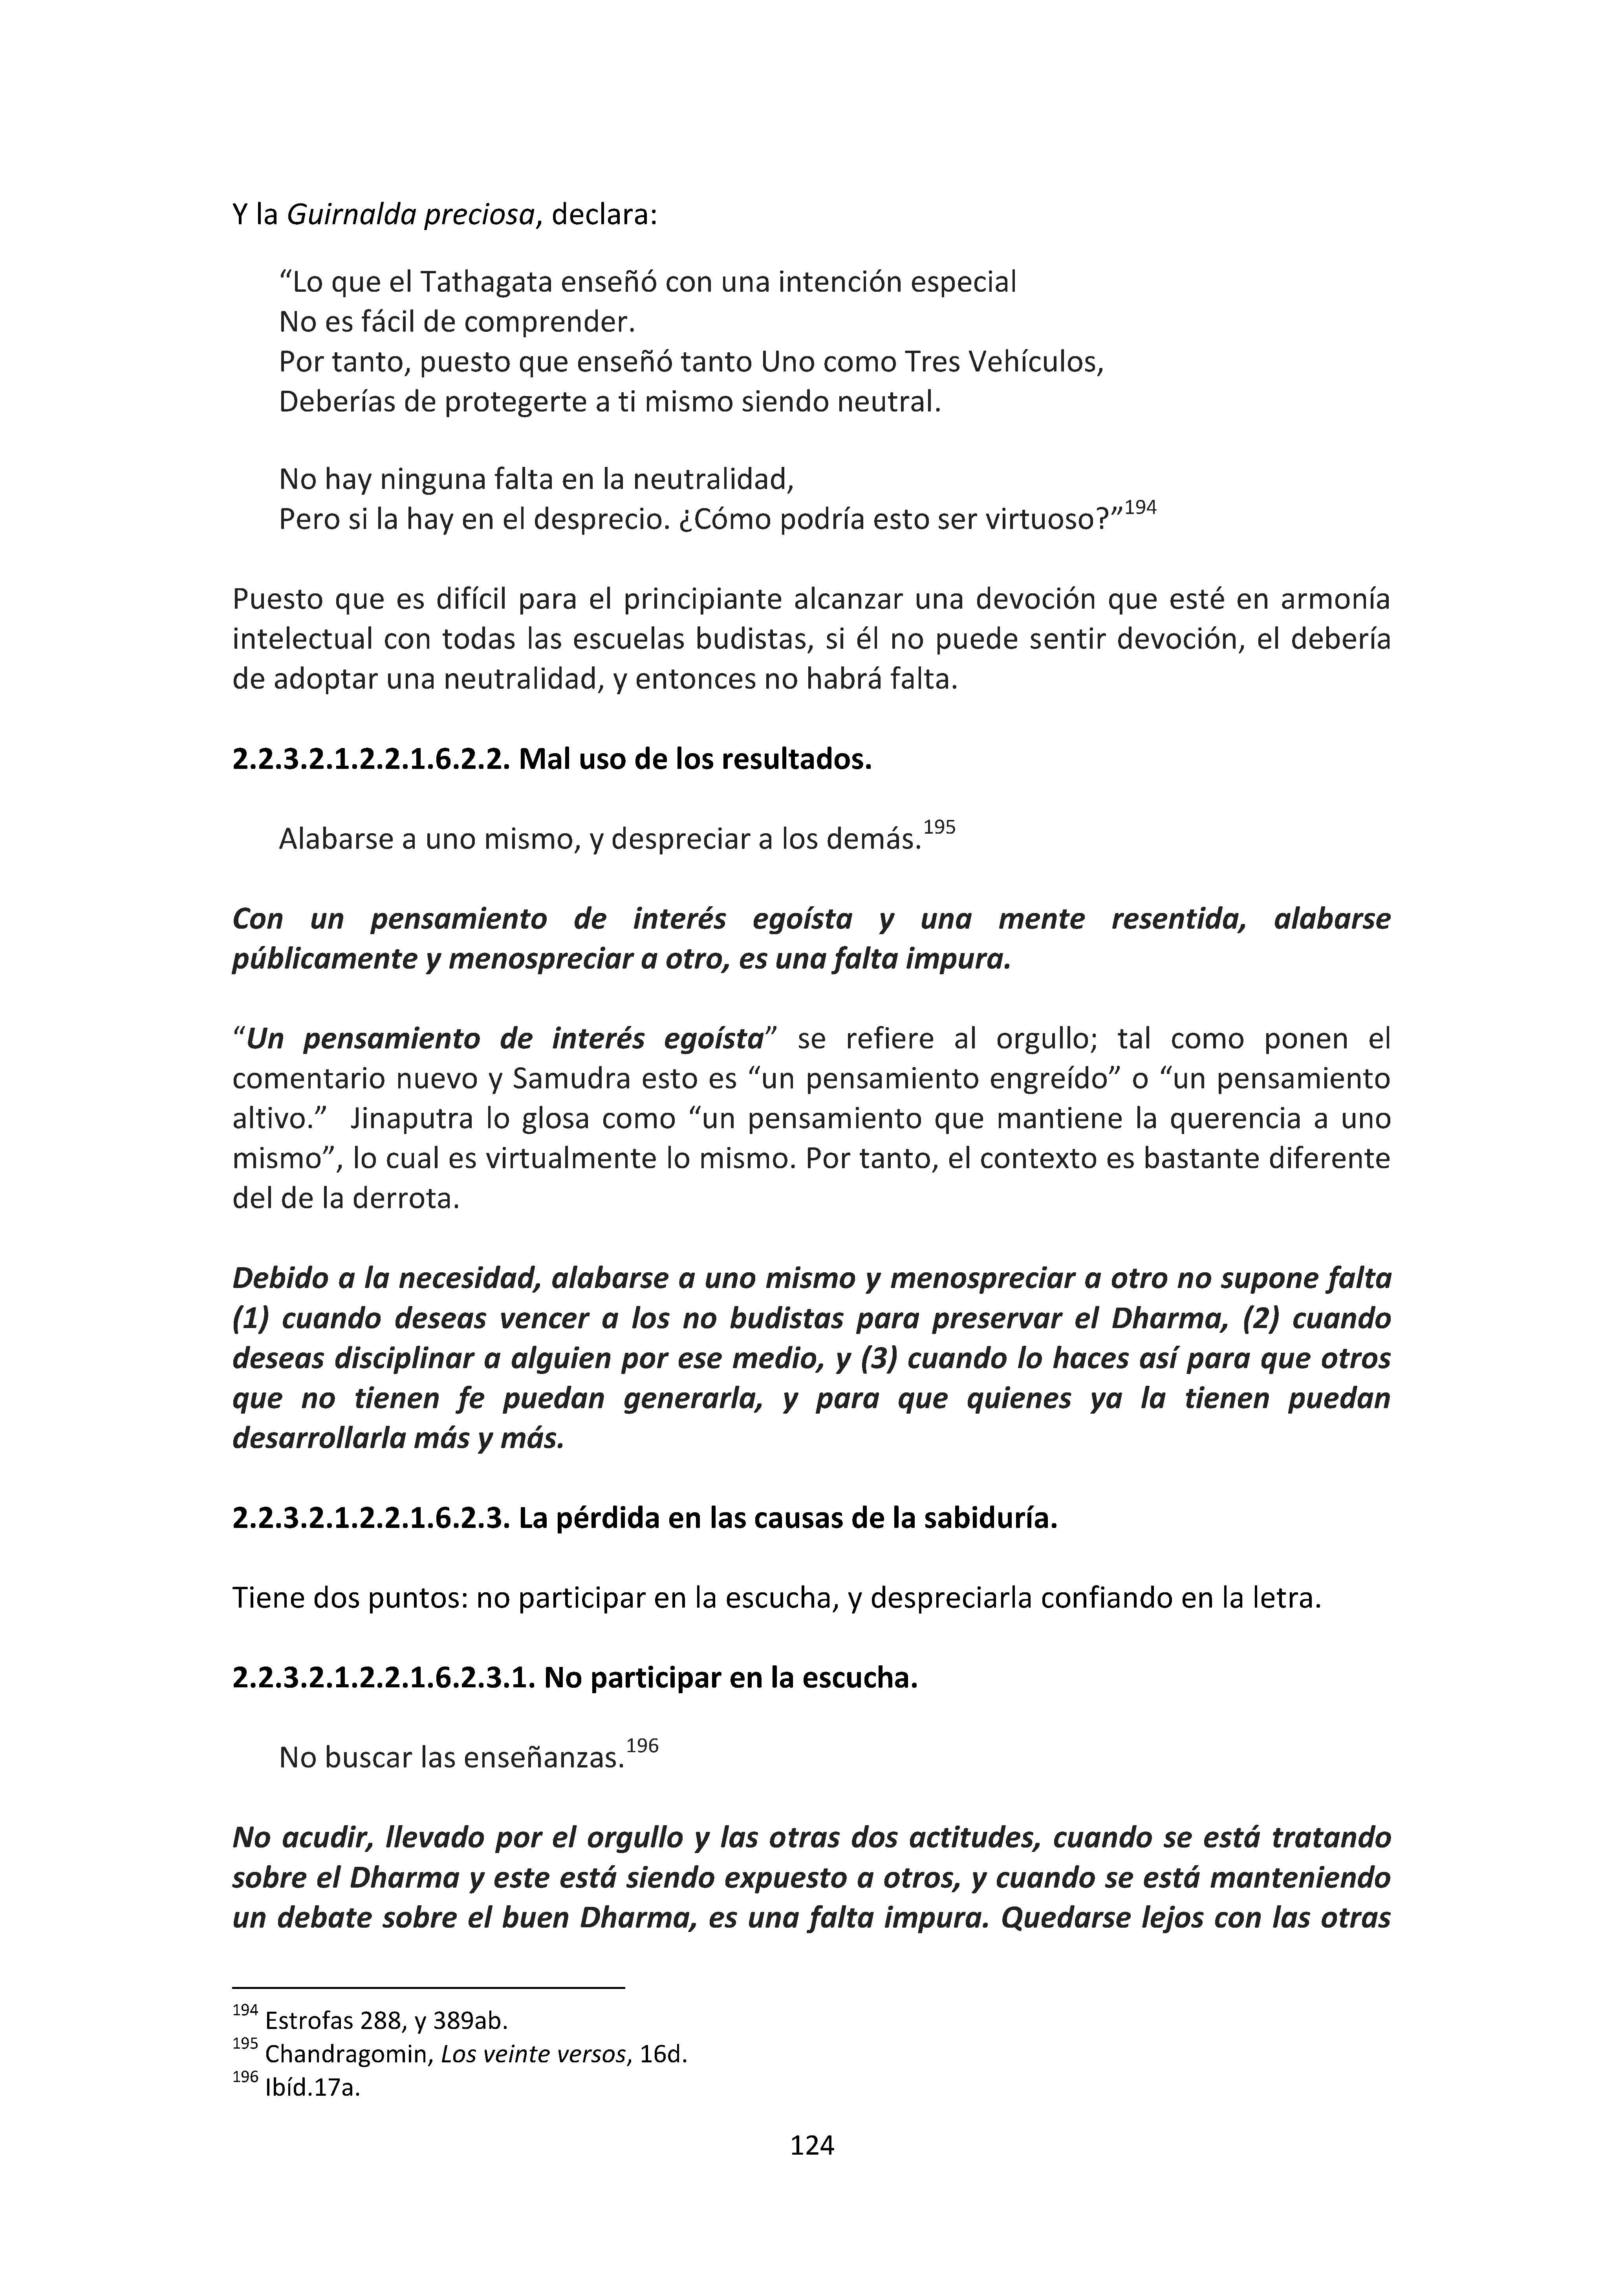 Y la Guirnalda preciosa, declara:
“Lo que el Tathagata enseñó con una intención especial
No es fácil de comprender.
Por tanto, puesto que enseñó tanto Uno como Tres Vehículos,
Deberías de protegerte a ti mismo siendo neutral.
No hay ninguna falta en la neutralidad,
Pero si la hay en el desprecio. ¿Cómo podría esto ser virtuoso?”194
Puesto que es difícil para el principiante alcanzar una devoción que esté en armonía
intelectual con todas las escuelas budistas, si él no puede sentir devoción, el debería
de adoptar una neutralidad, y entonces no habrá falta.
2.2.3.2.1.2.2.1.6.2.2. Mal uso de los resultados.
Alabarse a uno mismo, y despreciar a los demás.195
Con un pensamiento de interés egoísta y una mente resentida, alabarse
públicamente y menospreciar a otro, es una falta impura.
“Un pensamiento de interés egoísta” se refiere al orgullo; tal como ponen el
comentario nuevo y Samudra esto es “un pensamiento engreído” o “un pensamiento
altivo.” Jinaputra lo glosa como “un pensamiento que mantiene la querencia a uno
mismo”, lo cual es virtualmente lo mismo. Por tanto, el contexto es bastante diferente
del de la derrota.
Debido a la necesidad, alabarse a uno mismo y menospreciar a otro no supone falta
(1) cuando deseas vencer a los no budistas para preservar el Dharma, (2) cuando
deseas disciplinar a alguien por ese medio, y (3) cuando lo haces así para que otros
que no tienen fe puedan generarla, y para que quienes ya la tienen puedan
desarrollarla más y más.
2.2.3.2.1.2.2.1.6.2.3. La pérdida en las causas de la sabiduría.
Tiene dos puntos: no participar en la escucha, y despreciarla confiando en la letra.
2.2.3.2.1.2.2.1.6.2.3.1. No participar en la escucha.
No buscar las enseñanzas.196
No acudir, llevado por el orgullo y las otras dos actitudes, cuando se está tratando
sobre el Dharma y este está siendo expuesto a otros, y cuando se está manteniendo
un debate sobre el buen Dharma, es una falta impura. Quedarse lejos con las otras
194 Estrofas 288, y 389ab.
195 Chandragomin, Los veinte versos, 16d.
196 Ibíd.17a.
124